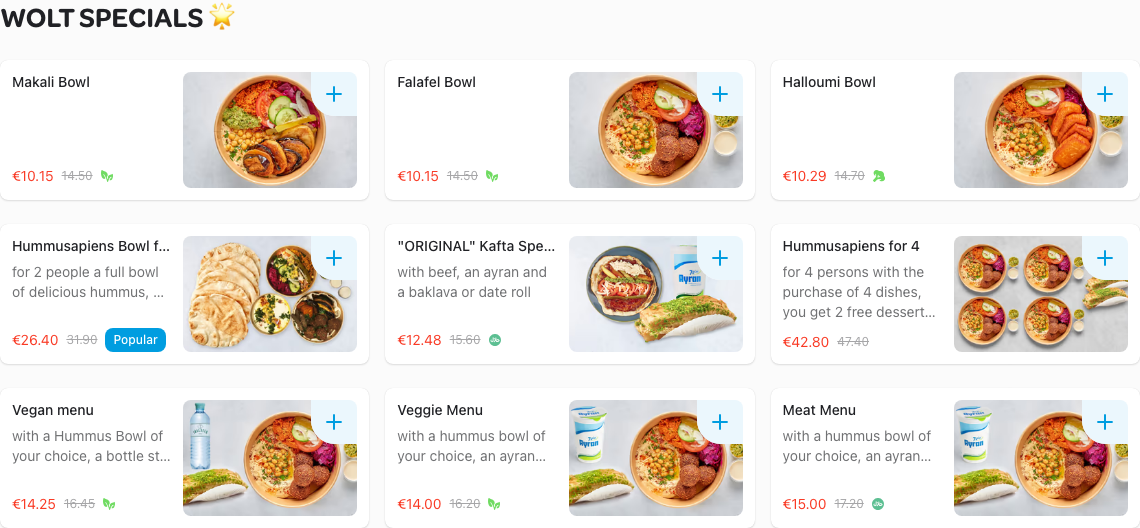 WOLT SPECIALS 🌟
Makali Bowl
€10.15 14.50
Falafel Bowl
€10.15 14.50
Halloumi Bowl
€10.29 14.70
Hummusapiens Bowl f...
for 2 people a full bowl
of delicious hummus, ...
€26.40 31.90 Popular
"ORIGINAL" Kafta Spe...
with beef, an ayran and
a baklava or date roll
Ayran
€12.48 15.60
Hummusapiens for 4
for 4 persons with the
purchase of 4 dishes,
you get 2 free dessert...
€42.80 47.40
Vegan menu
with a Hummus Bowl of
your choice, a bottle st...
€14.25 16.45
Veggie Menu
with a hummus bowl of
your choice, an ayran...
Ayran
€14.00 16.20
Meat Menu
with a hummus bowl of
your choice, an ayran...
Ayran
€15.00 17.20